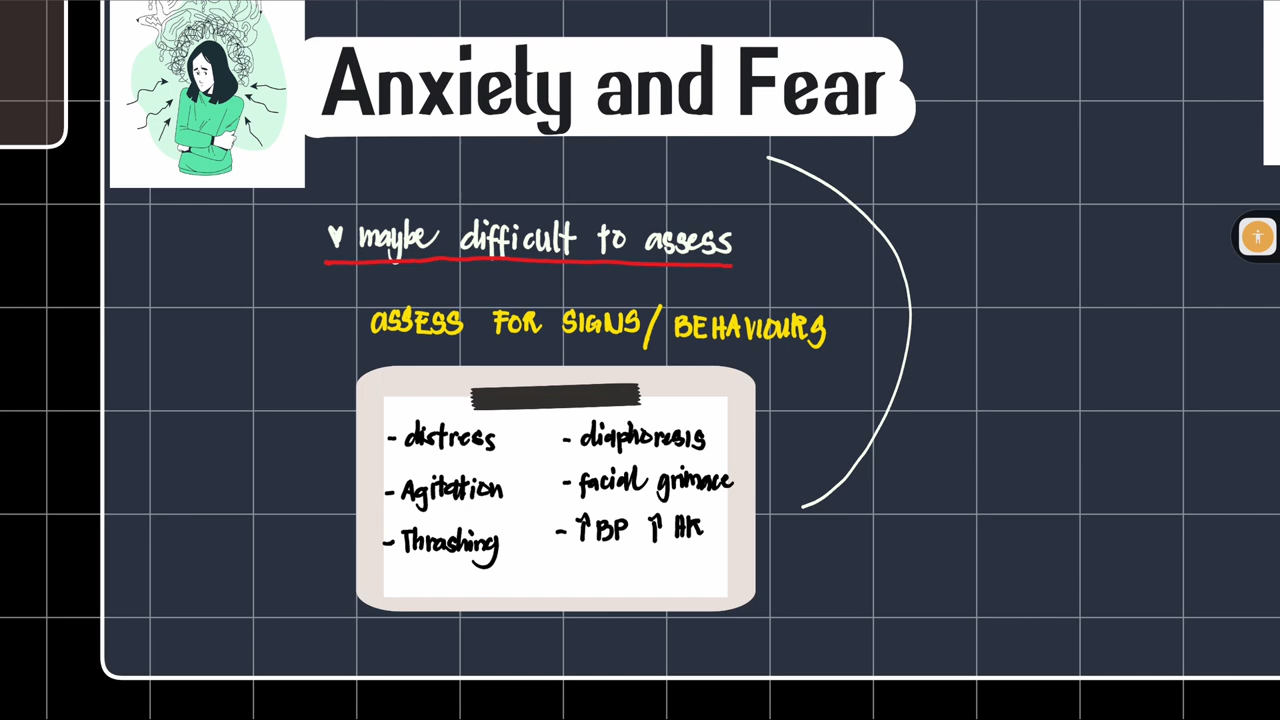 Anxiety and Fear
maybe difficult to assess
ASSESS FOR SIGNS/BEHAVIOURS
- distress
- Agitation
- Thrashing
- diaphoresis
- facial grimace
- ↑BP ↑HR